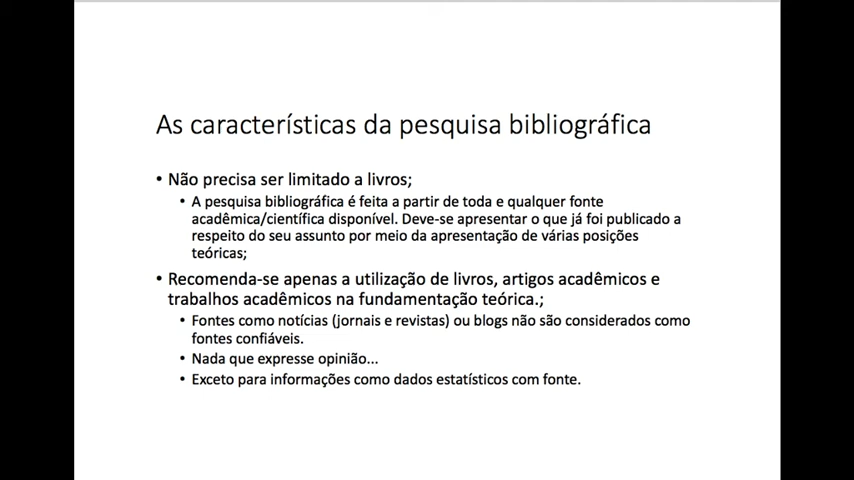 As características da pesquisa bibliográfica
• Não precisa ser limitado a livros;
• A pesquisa bibliográfica é feita a partir de toda e qualquer fonte
acadêmica/científica disponível. Deve-se apresentar o que já foi publicado a
respeito do seu assunto por meio da apresentação de várias posições
teóricas;
• Recomenda-se apenas a utilização de livros, artigos acadêmicos e
trabalhos acadêmicos na fundamentação teórica.;
• Fontes como notícias (jornais e revistas) ou blogs não são considerados como
fontes confiáveis.
• Nada que expresse opinião...
• Exceto para informações como dados estatísticos com fonte.